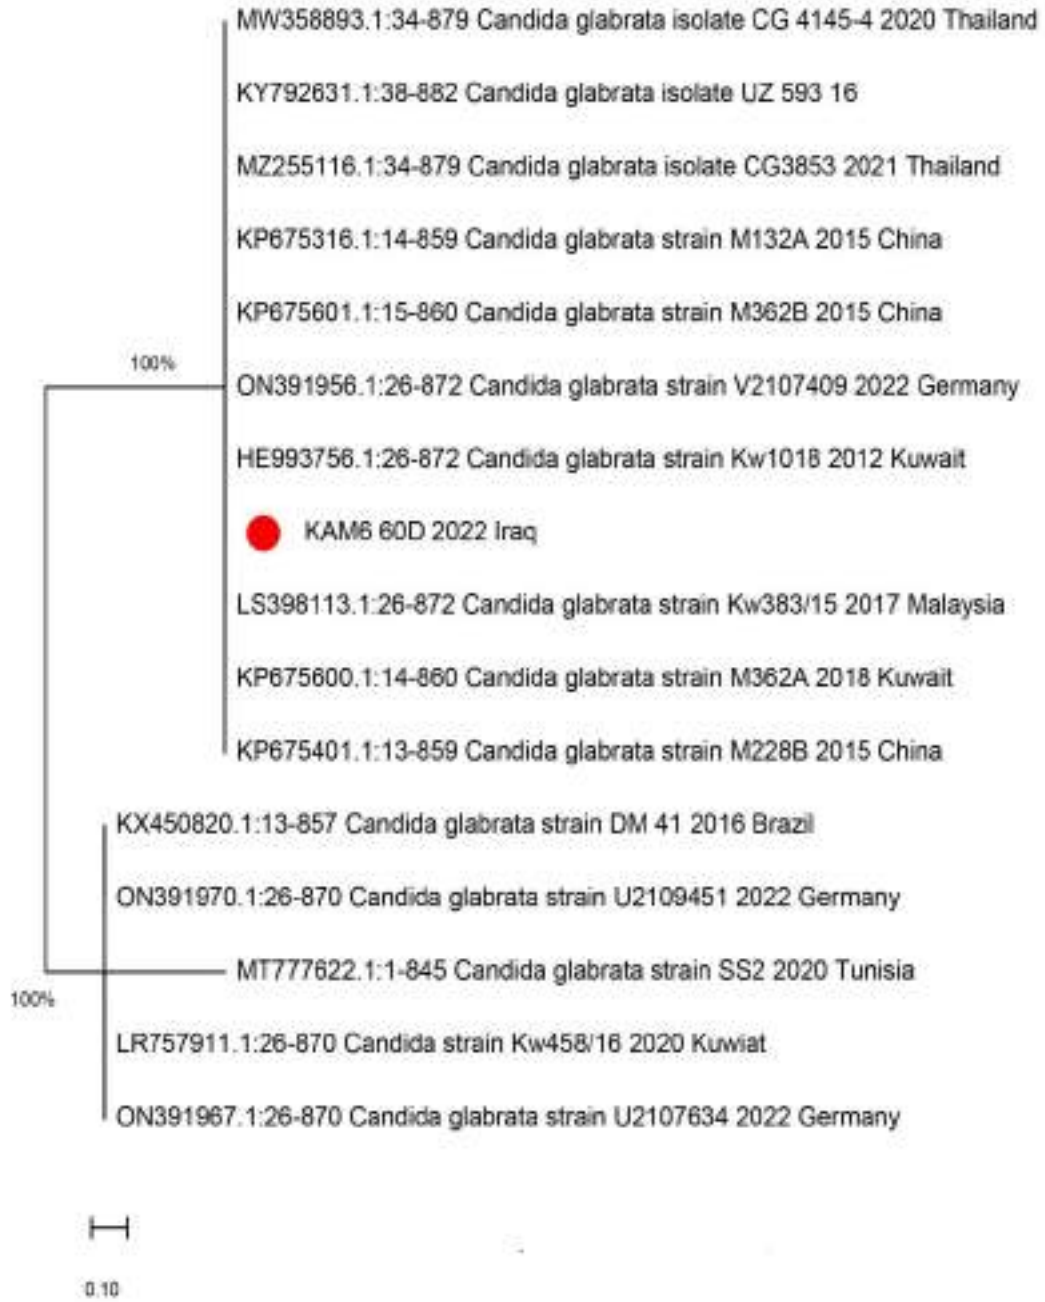 MW358893.1:34-879 Candida glabrata isolate CG 4145-4 2020 Thailand
KY792631.1:38-882 Candida glabrata isolate UZ 593 16
MZ255116.1:34-879 Candida glabrata isolate CG3853 2021 Thailand
KP675316.1:14-859 Candida glabrata strain M132A 2015 China
KP675601.1:15-860 Candida glabrata strain M362B 2015 China
100%
ON391956.1:26-872 Candida glabrata strain V2107409 2022 Germany
HE993756.1:26-872 Candida glabrata strain Kw1018 2012 Kuwait
KAM6 60D 2022 Iraq
LS398113.1:26-872 Candida glabrata strain Kw383/15 2017 Malaysia
KP675600.1:14-860 Candida glabrata strain M362A 2018 Kuwait
KP675401.1:13-859 Candida glabrata strain M228B 2015 China
KX450820.1:13-857 Candida glabrata strain DM 41 2016 Brazil
ON391970.1:26-870 Candida glabrata strain U2109451 2022 Germany
MT777622.1:1-845 Candida glabrata strain SS2 2020 Tunisia
100%
LR757911.1:26-870 Candida strain Kw458/16 2020 Kuwiat
ON391967.1:26-870 Candida glabrata strain U2107634 2022 Germany
0.10